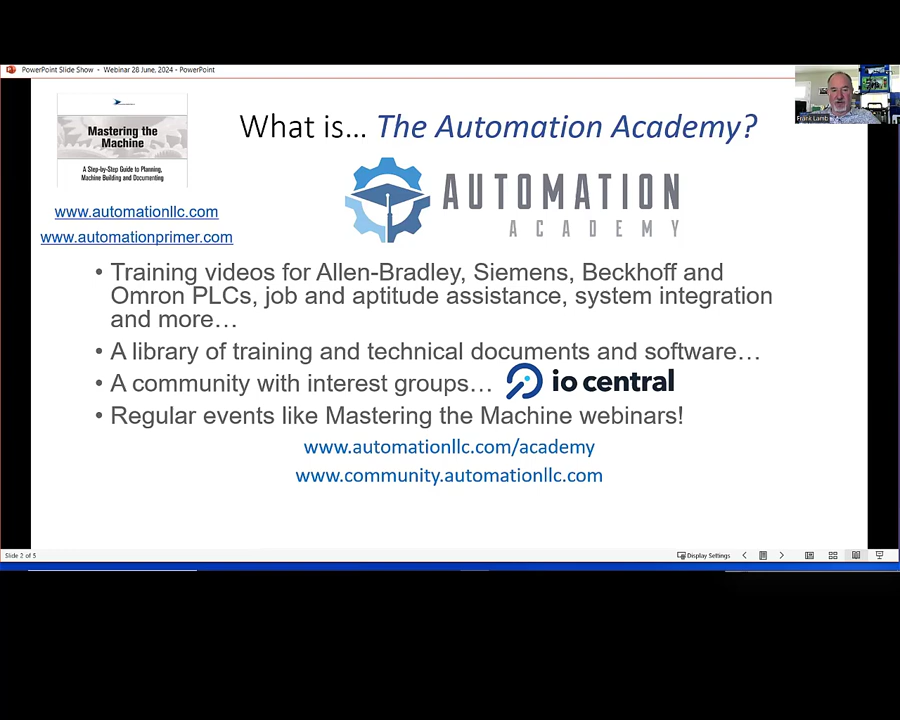 PowerPoint Slide Show - Webinar 28 June, 2024 - PowerPoint
Frank Lamb
Mastering the
Machine
A Step-by-Step Guide to Planning,
Machine Building and Documenting
What is… The Automation Academy?
AUTOMATION
ACADEMY
www.automationllc.com
www.automationprimer.com
• Training videos for Allen-Bradley, Siemens, Beckhoff and
Omron PLCs, job and aptitude assistance, system integration
and more…
• A library of training and technical documents and software…
• A community with interest groups…
io central
• Regular events like Mastering the Machine webinars!
www.automationllc.com/academy
www.community.automationllc.com
Slide 2 of 5
Display Settings